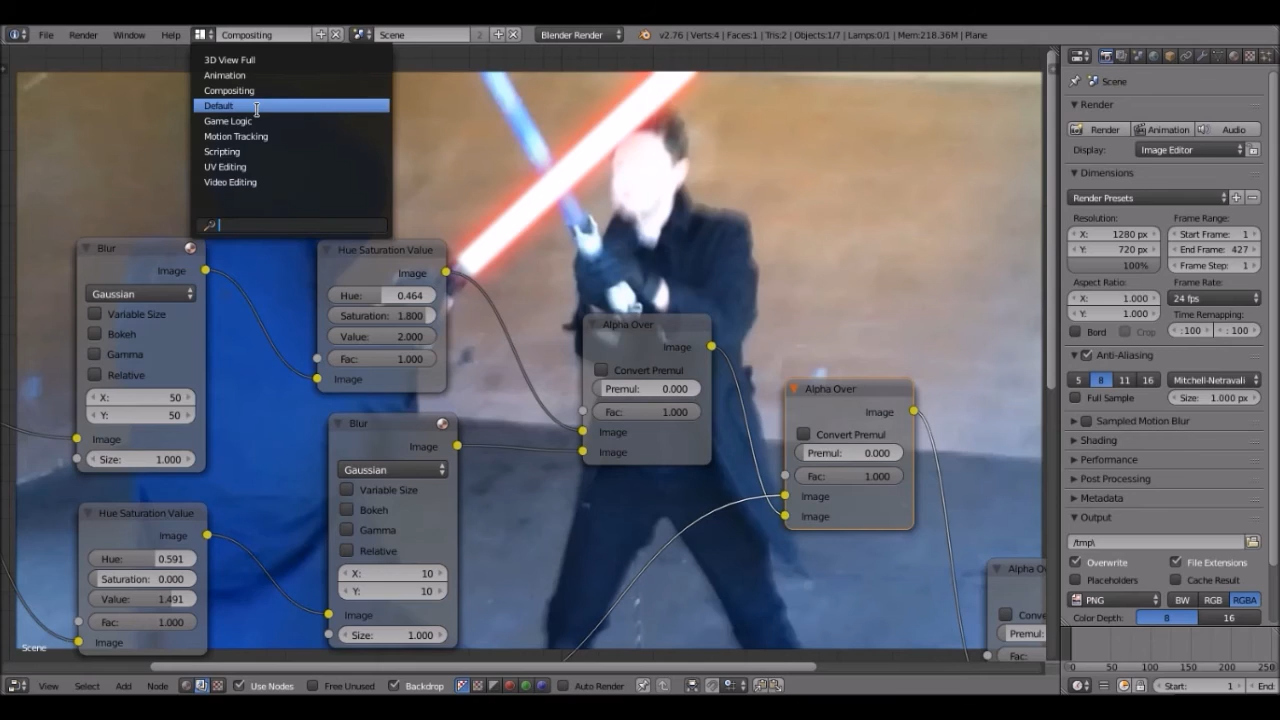 File Render Window Help Compositing Scene 2 Blender Render v2.76 | Verts:4 | Faces:1 | Tris:2 | Objects:1/7 | Lamps:0/1 | Mem:218.36M | Plane
3D View Full
Animation
Compositing
Default
Game Logic
Motion Tracking
Scripting
UV Editing
Video Editing
Blur
Image
Gaussian
Variable Size
Bokeh
Gamma
Relative
X: 50
Y: 50
Image
Size: 1.000
Hue Saturation Value
Image
Hue: 0.464
Saturation: 1.800
Value: 2.000
Fac: 1.000
Image
Blur
Image
Gaussian
Variable Size
Bokeh
Gamma
Relative
X: 10
Y: 10
Image
Size: 1.000
Hue Saturation Value
Image
Hue: 0.591
Saturation: 0.000
Value: 1.491
Fac: 1.000
Image
Alpha Over
Image
Convert Premul
Premul: 0.000
Fac: 1.000
Image
Image
Alpha Over
Image
Convert Premul
Premul: 0.000
Fac: 1.000
Image
Image
Alpha Ov
Conve
Premul:
Fac:
Scene
Scene
Render
Render Animation Audio
Display: Image Editor
Dimensions
Render Presets
Resolution: Frame Range:
X: 1280 px Start Frame: 1
Y: 720 px End Frame: 427
100% Frame Step: 1
Aspect Ratio: Frame Rate:
X: 1.000 24 fps
Y: 1.000 Time Remapping:
Bord Crop :100 :100
Anti-Aliasing
5 8 11 16 Mitchell-Netravali
Full Sample Size: 1.000 px
Sampled Motion Blur
Shading
Performance
Post Processing
Metadata
Output
/tmp\
Overwrite File Extensions
Placeholders Cache Result
PNG BW RGB RGBA
Color Depth: 8 16
0 50 100 150 200 250
View Select Add Node Use Nodes Free Unused Backdrop Auto Render Start: 1 End: